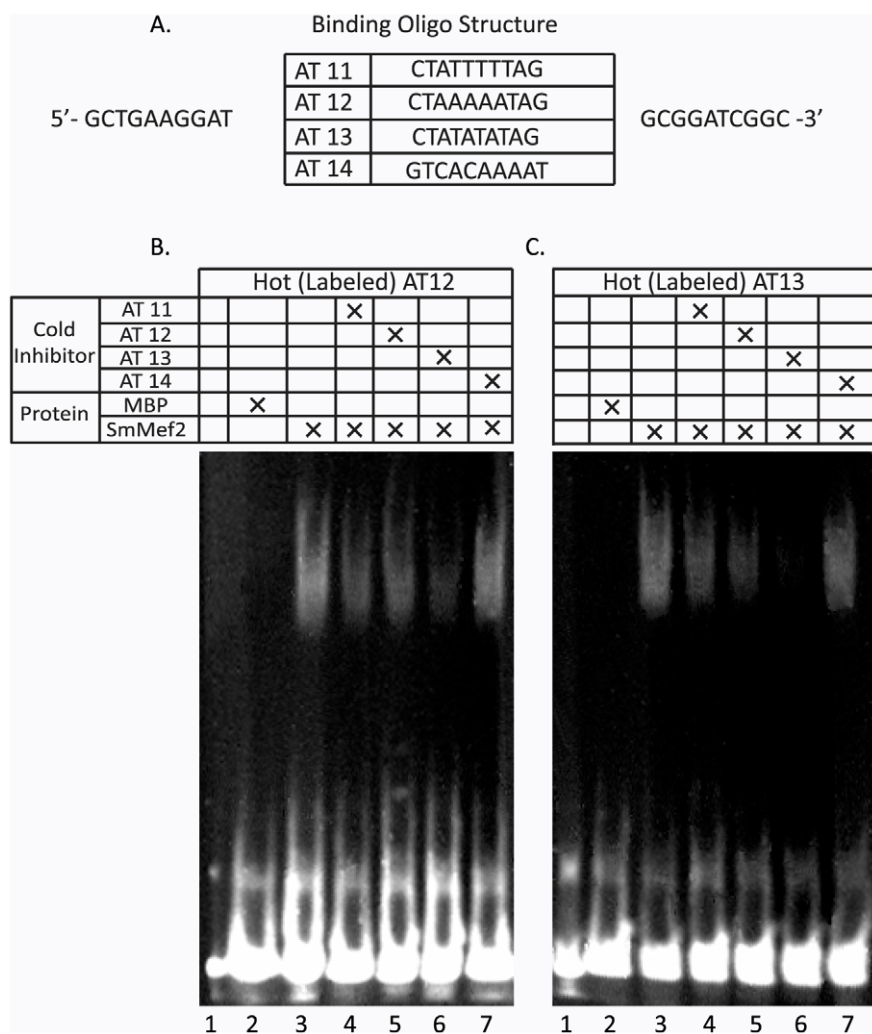 A. Binding Oligo Structure
AT 11 CTATTTTTAG
AT 12 CTAAAAATAG
5'- GCTGAAGGAT GCGGATCGGC -3'
AT 13 CTATATATAG
AT 14 GTCACAAAAT
B. C.
Hot (Labeled) AT12 Hot (Labeled) AT13
Cold Inhibitor
AT 11 × ×
AT 12 × ×
AT 13 × ×
AT 14 × ×
Protein
MBP × ×
SmMef2 × × × × × × × × × ×
1 2 3 4 5 6 7 1 2 3 4 5 6 7